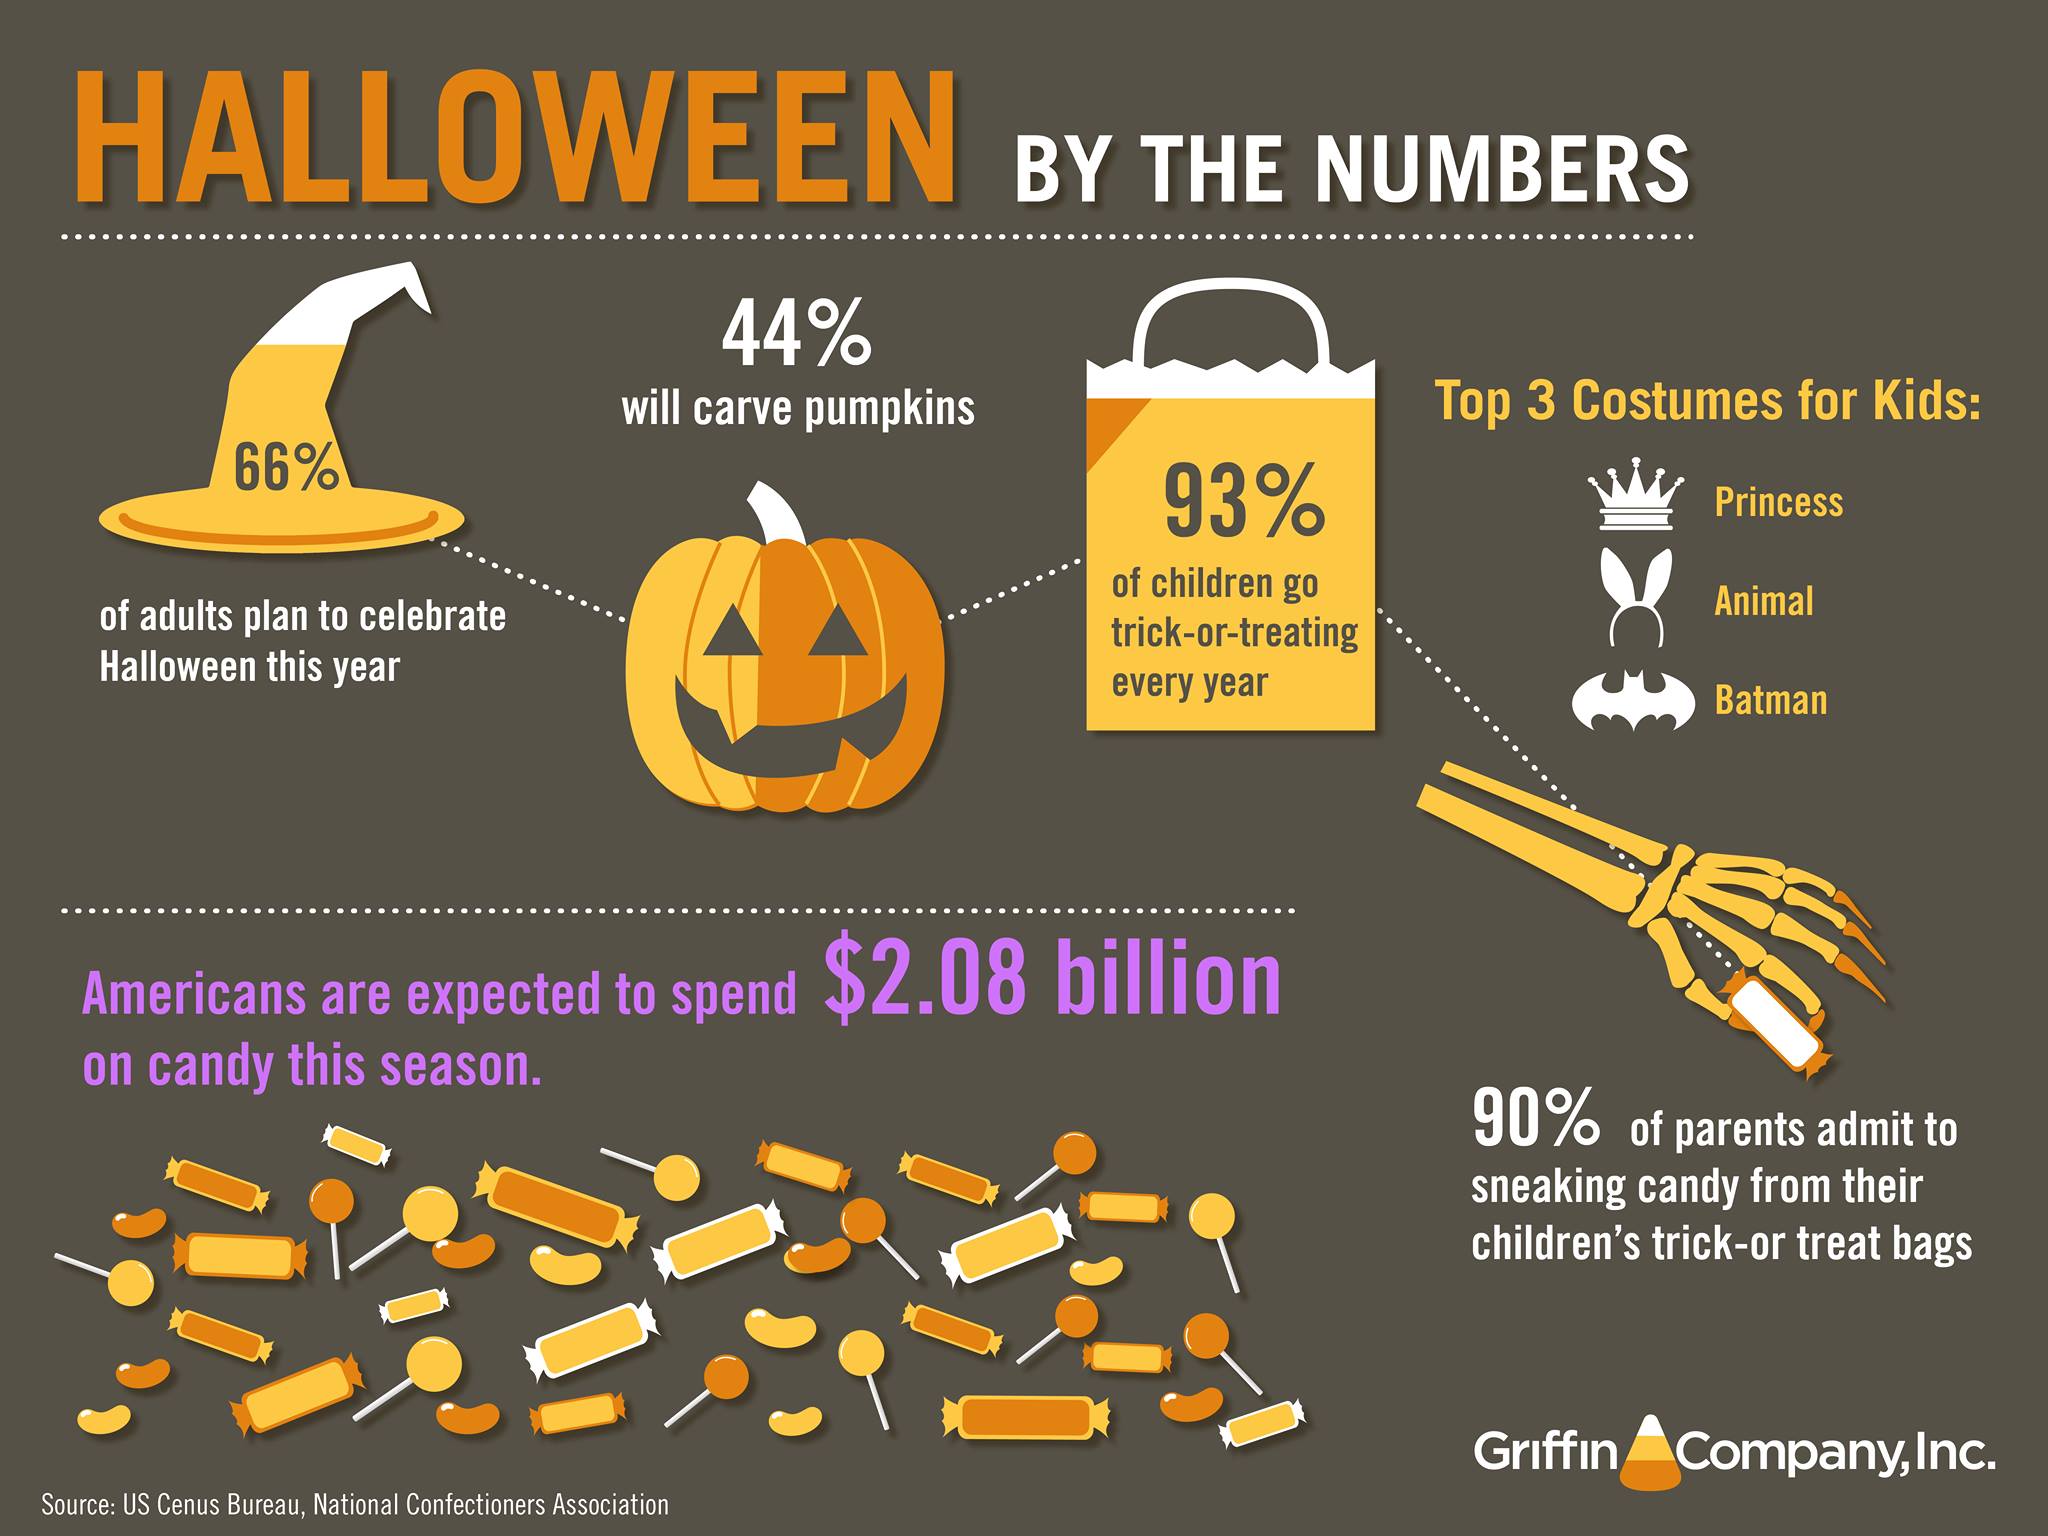 HALLOWEEN BY THE NUMBERS
66%
of adults plan to celebrate
Halloween this year
44%
will carve pumpkins
93%
of children go
trick-or-treating
every year
Top 3 Costumes for Kids:
Princess
Animal
Batman
Americans are expected to spend $2.08 billion
on candy this season.
90% of parents admit to
sneaking candy from their
children’s trick-or treat bags
Griffin Company, Inc.
Source: US Cenus Bureau, National Confectioners Association